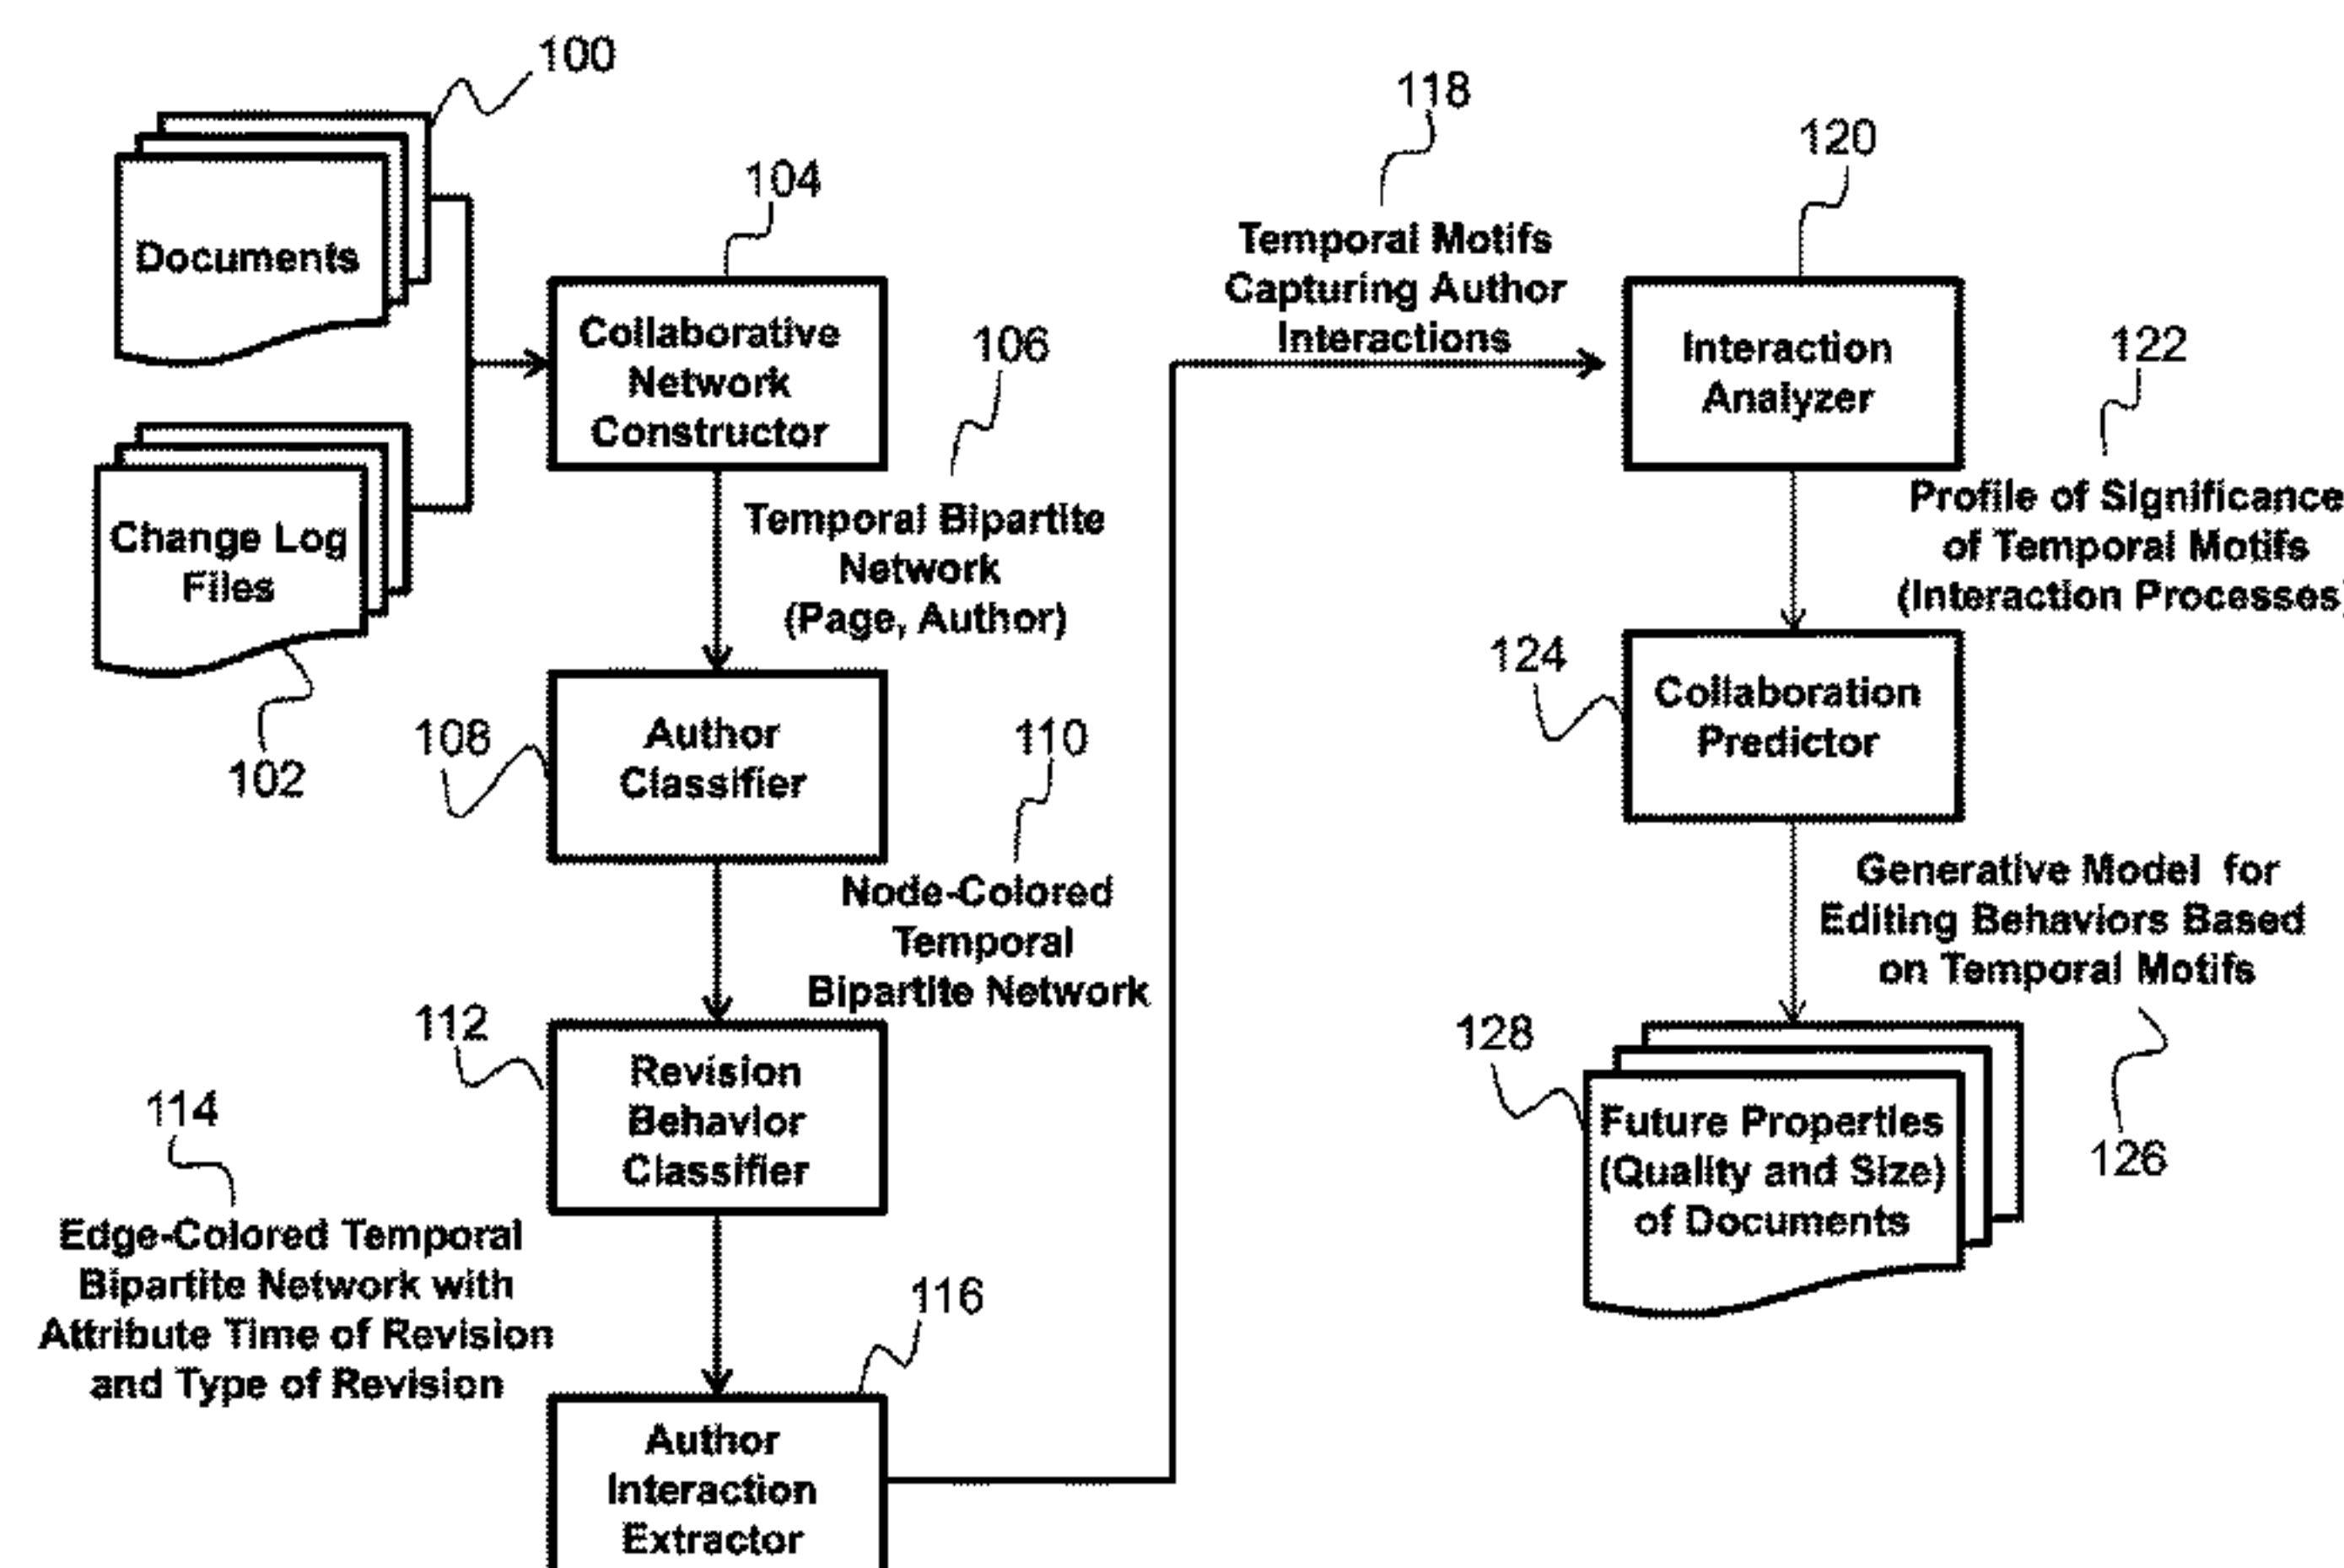 100
Documents
104
Collaborative
Network
Constructor
Change Log
Files
102
106
Temporal Bipartite
Network
(Page, Author)
108
Author
Classifier
110
Node-Colored
Temporal
Bipartite Network
112
Revision
Behavior
Classifier
114
Edge-Colored Temporal
Bipartite Network with
Attribute Time of Revision
and Type of Revision
116
Author
Interaction
Extractor
118
Temporal Motifs
Capturing Author
Interactions
120
Interaction
Analyzer
122
Profile of Significance
of Temporal Motifs
(Interaction Processes)
124
Collaboration
Predictor
Generative Model for
Editing Behaviors Based
on Temporal Motifs
126
128
Future Properties
(Quality and Size)
of Documents